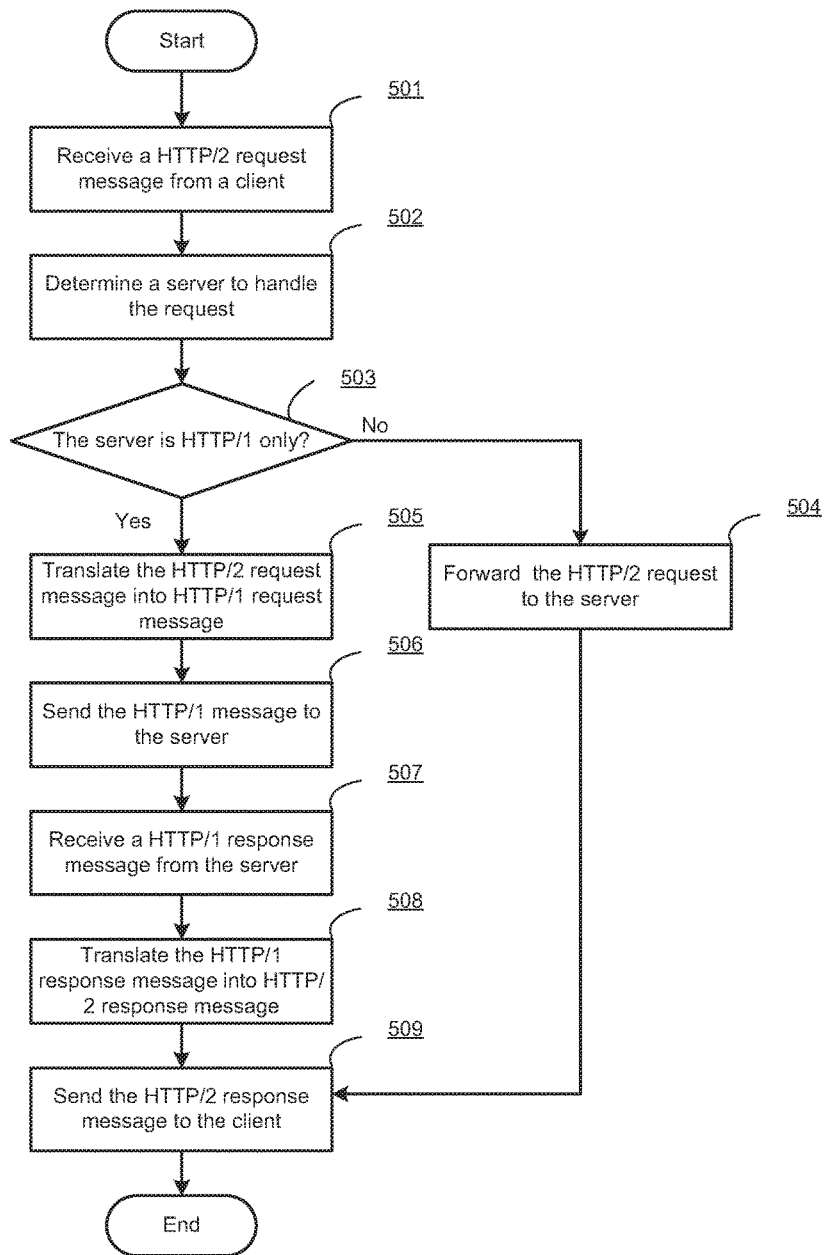 Start
501
Receive a HTTP/2 request
message from a client
502
Determine a server to handle
the request
503
The server is HTTP/1 only?
No
Yes
504
505
Translate the HTTP/2 request
message into HTTP/1 request
message
Forward the HTTP/2 request
to the server
506
Send the HTTP/1 message to
the server
507
Receive a HTTP/1 response
message from the server
508
Translate the HTTP/1
response message into HTTP/
2 response message
509
Send the HTTP/2 response
message to the client
End